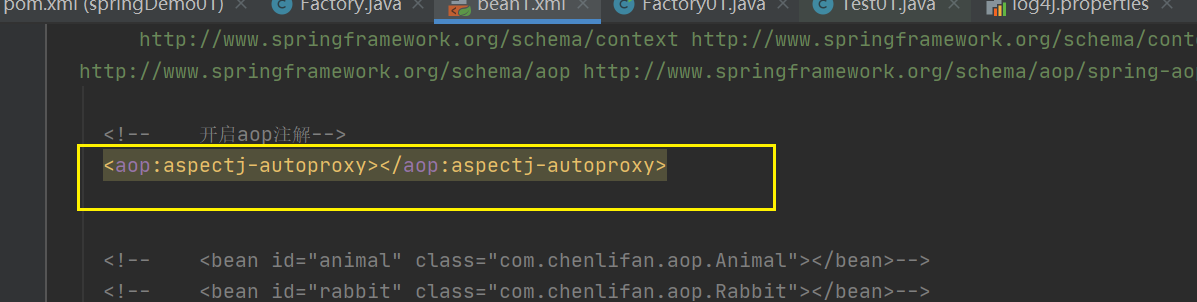 pom.xml (springDemo01) × Factory.java × bean1.xml × Factory01.java × Test01.java × log4j.properties ×
http://www.springframework.org/schema/context http://www.springframework.org/schema/cont
http://www.springframework.org/schema/aop http://www.springframework.org/schema/aop/spring-aop
<!-- 开启aop注解-->
<aop:aspectj-autoproxy></aop:aspectj-autoproxy>
<!-- <bean id="animal" class="com.chenlifan.aop.Animal"></bean>-->
<!-- <bean id="rabbit" class="com.chenlifan.aop.Rabbit"></bean>-->